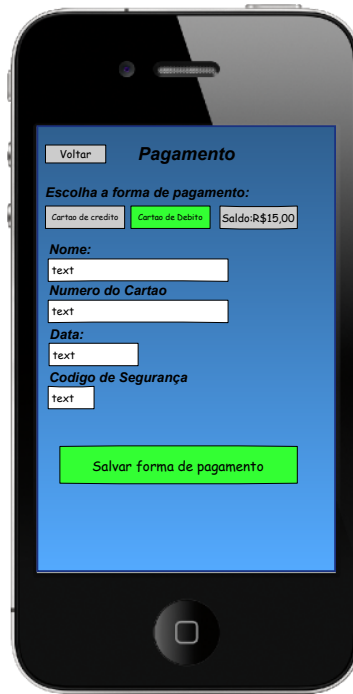 Voltar Pagamento
Escolha a forma de pagamento:
Cartao de credito Cartao de Debito Saldo:R$15,00
Nome:
text
Numero do Cartao
text
Data:
text
Codigo de Segurança
text
Salvar forma de pagamento